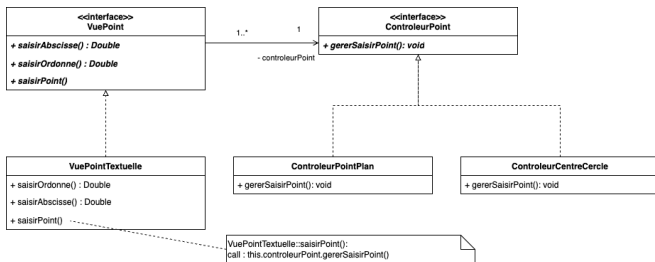 <<interface>>
VuePoint
+ saisirAbscisse() : Double
+ saisirOrdonne() : Double
+ saisirPoint()
1..*
1
- controleurPoint
<<interface>>
ControleurPoint
+ gererSaisirPoint(): void
VuePointTextuelle
+ saisirOrdonne() : Double
+ saisirAbscisse() : Double
+ saisirPoint()
ControleurPointPlan
+ gererSaisirPoint(): void
ControleurCentreCercle
+ gererSaisirPoint(): void
VuePointTextuelle::saisirPoint():
call : this.controleurPoint.gererSaisirPoint()